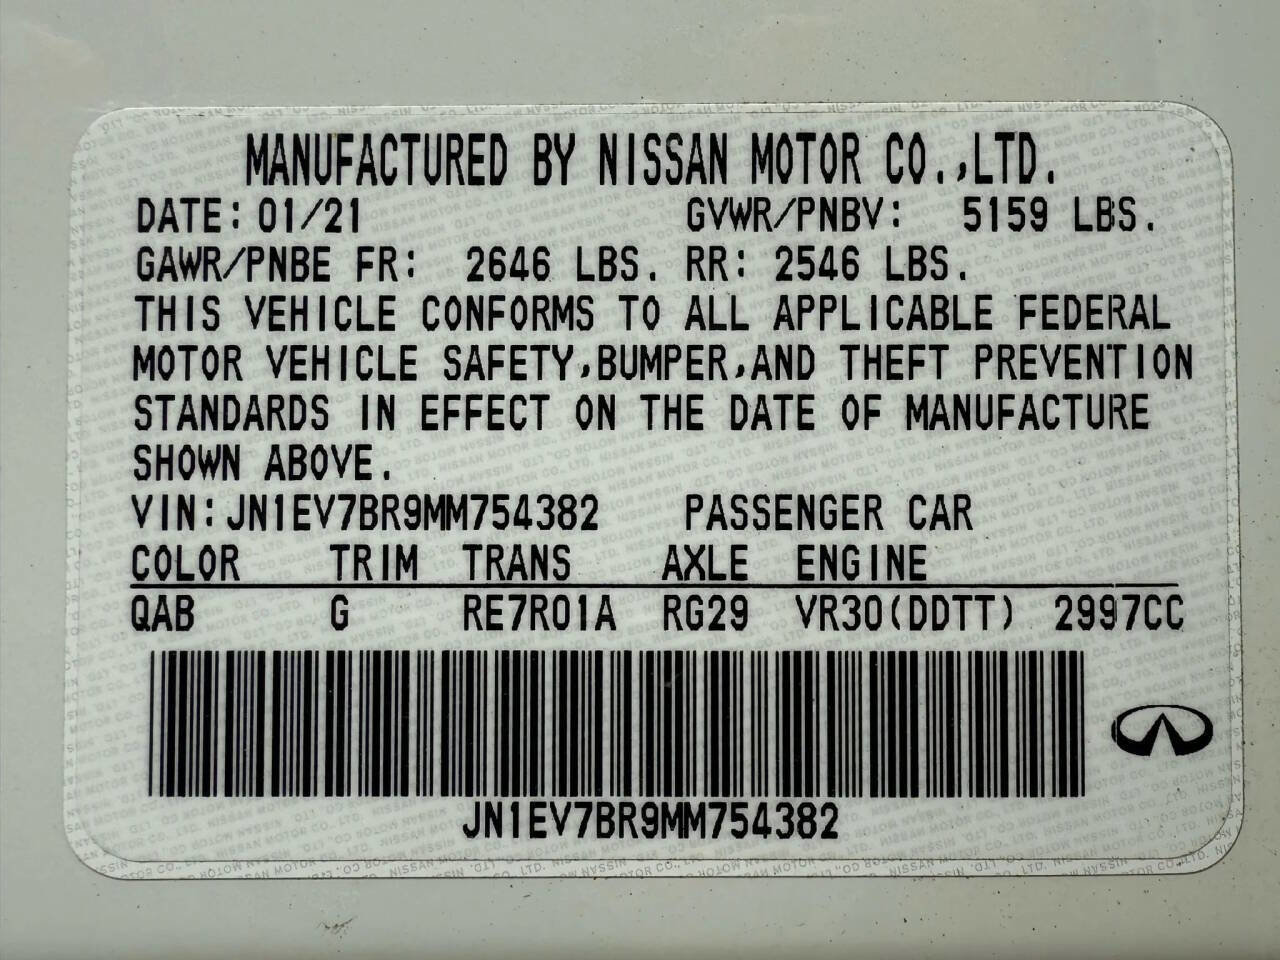 MANUFACTURED BY NISSAN MOTOR CO.,LTD.
DATE: 01/21 GVWR/PNBV: 5159 LBS.
GAWR/PNBE FR: 2646 LBS. RR: 2546 LBS.
THIS VEHICLE CONFORMS TO ALL APPLICABLE FEDERAL
MOTOR VEHICLE SAFETY,BUMPER,AND THEFT PREVENTION
STANDARDS IN EFFECT ON THE DATE OF MANUFACTURE
SHOWN ABOVE.
VIN:JN1EV7BR9MM754382 PASSENGER CAR
COLOR TRIM TRANS AXLE ENGINE
QAB G RE7R01A RG29 VR30(DDTT) 2997CC
JN1EV7BR9MM754382